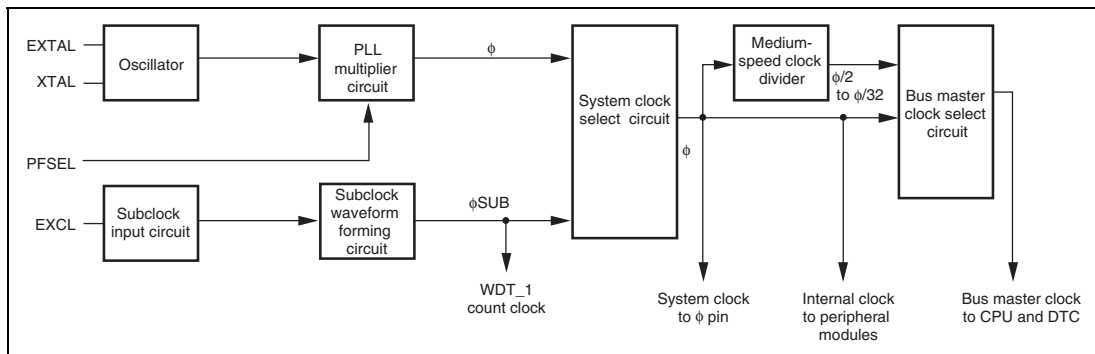 EXTAL
XTAL
Oscillator
PLL
multiplier
circuit
ϕ
System clock
select circuit
Medium-
speed clock
divider
ϕ/2
to ϕ/32
Bus master
clock select
circuit
ϕ
PFSEL
EXCL
Subclock
input circuit
Subclock
waveform
forming
circuit
ϕSUB
WDT_1
count clock
System clock
to ϕ pin
Internal clock
to peripheral
modules
Bus master clock
to CPU and DTC